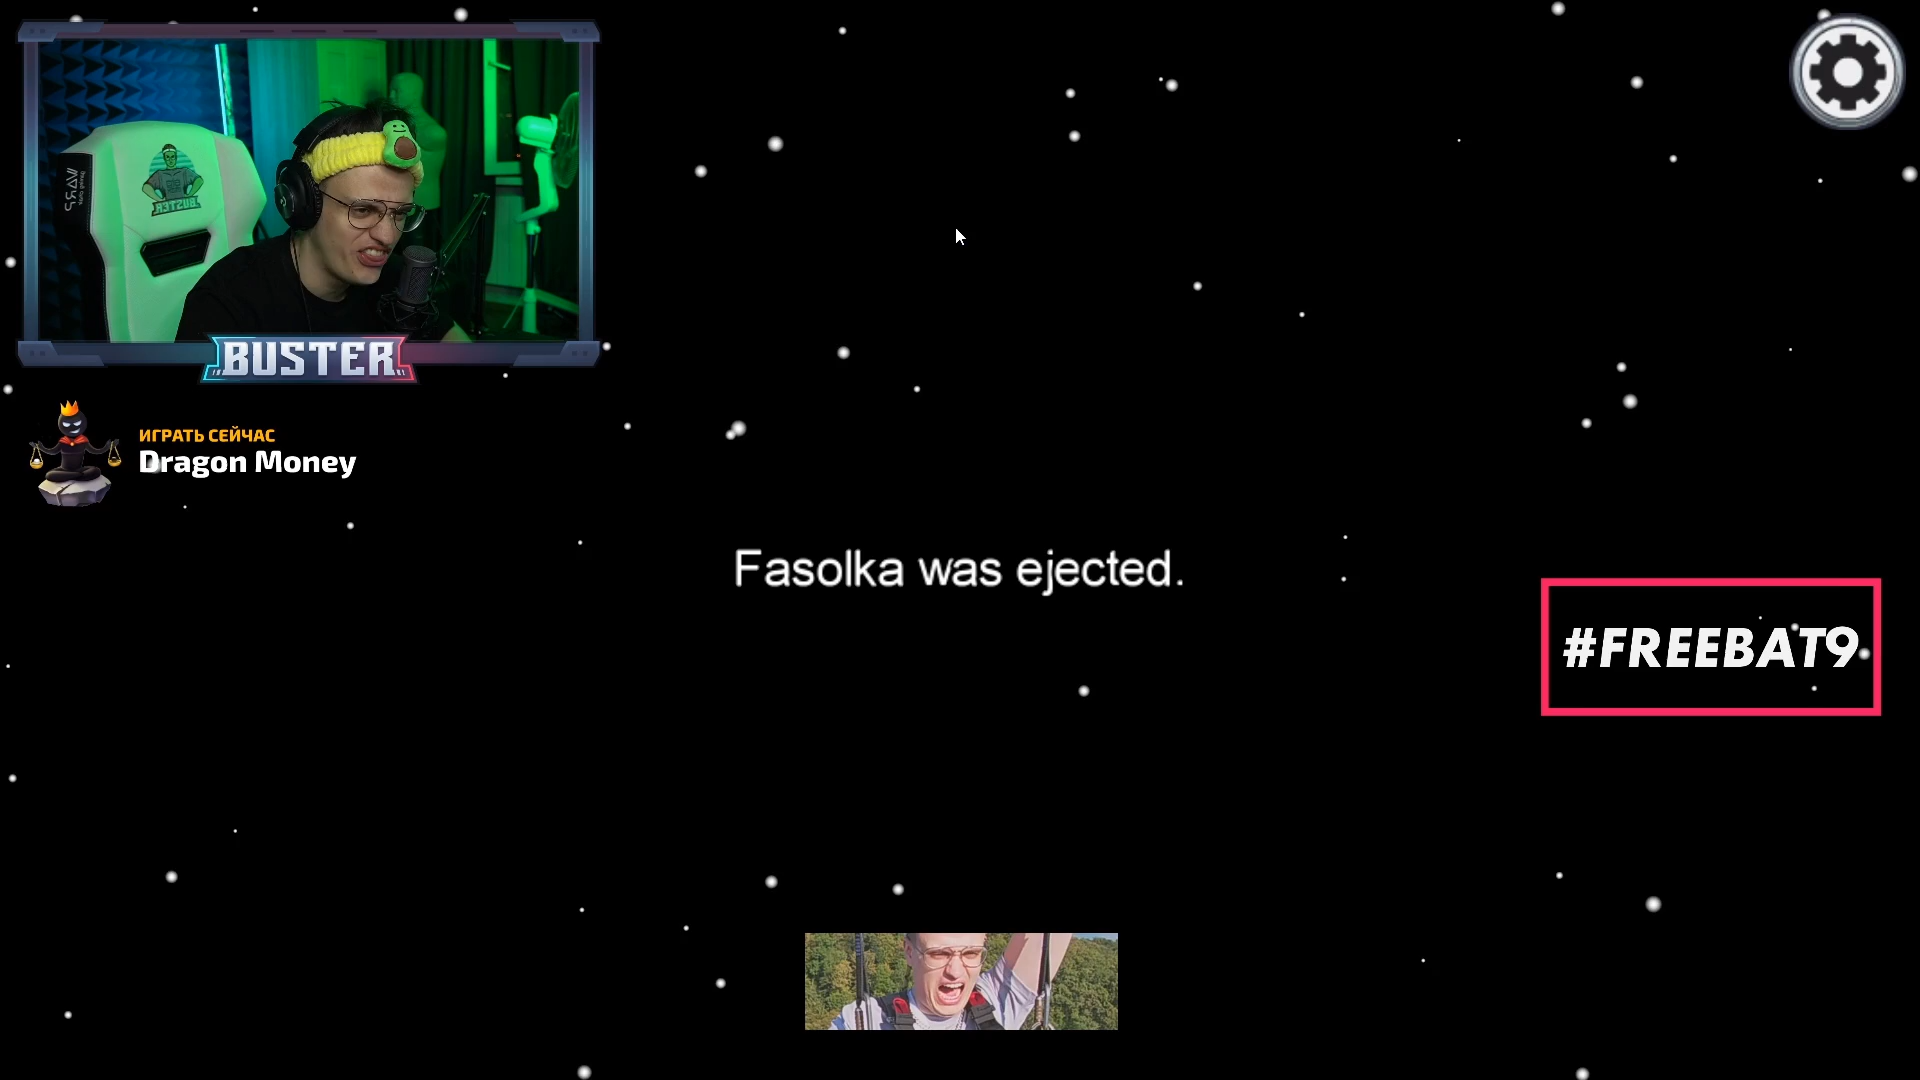 BUSTER
ИГРАТЬ СЕЙЧАС
Dragon Money
Fasolka was ejected.
#FREEBAT9